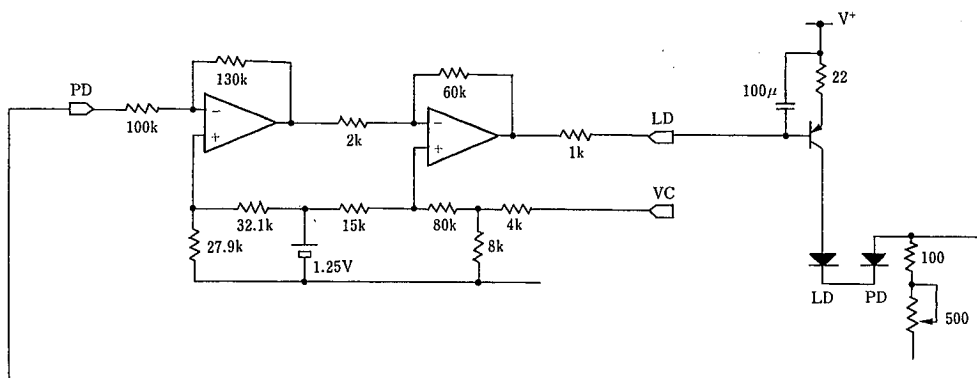 V+
130k
60k
22
PD
100µ
LD
100k
2k
1k
VC
32.1k
15k
80k
4k
27.9k
8k
1.25V
100
LD
PD
500